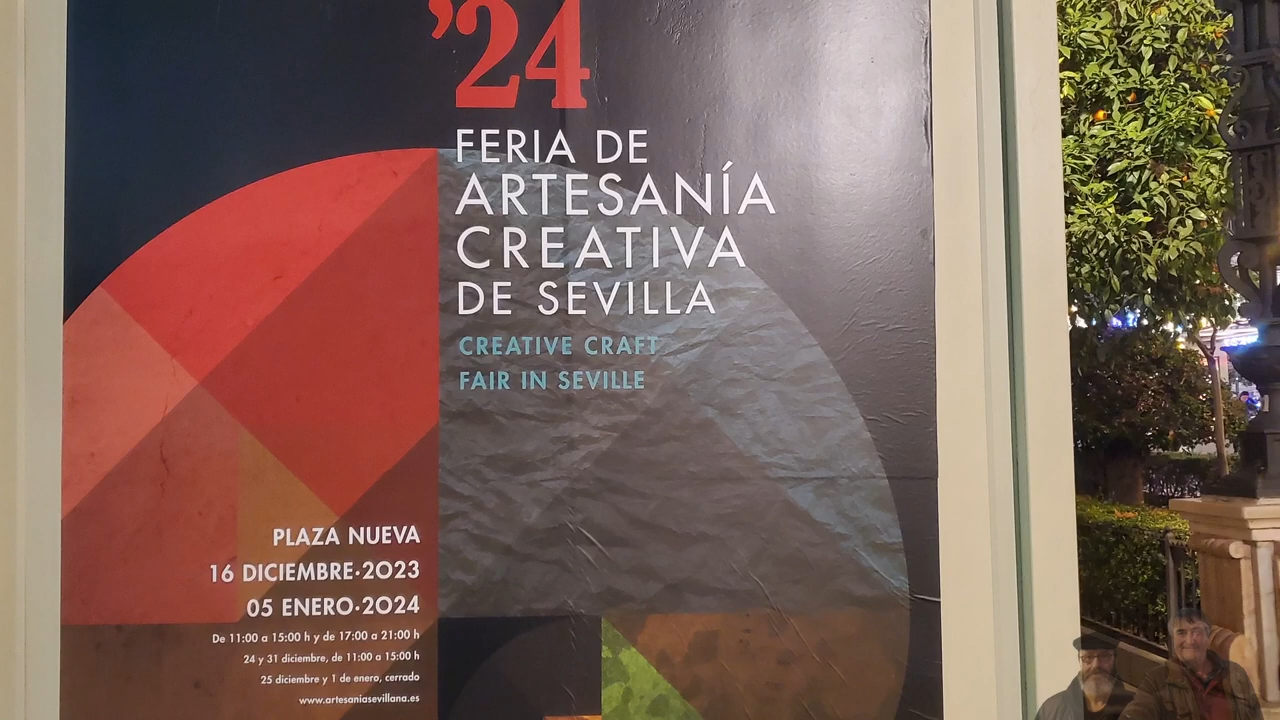 ’24
FERIA DE
ARTESANÍA
CREATIVA
DE SEVILLA
CREATIVE CRAFT
FAIR IN SEVILLE
PLAZA NUEVA
16 DICIEMBRE·2023
05 ENERO·2024
De 11:00 a 15:00 h y de 17:00 a 21:00 h
24 y 31 diciembre, de 11:00 a 15:00 h
25 diciembre y 1 de enero, cerrado
www.artesaniasevillana.es